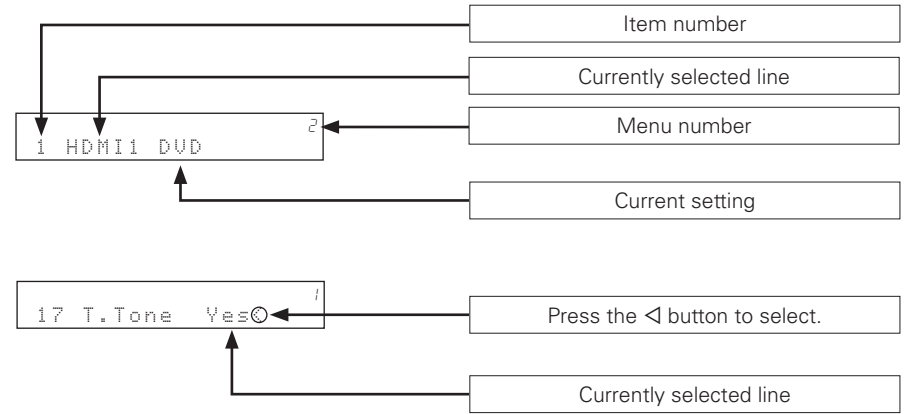 Item number
Currently selected line
2
Menu number
1 HDMI1 DVD
Current setting
1
17 T.Tone Yes<
Press the ◁ button to select.
Currently selected line